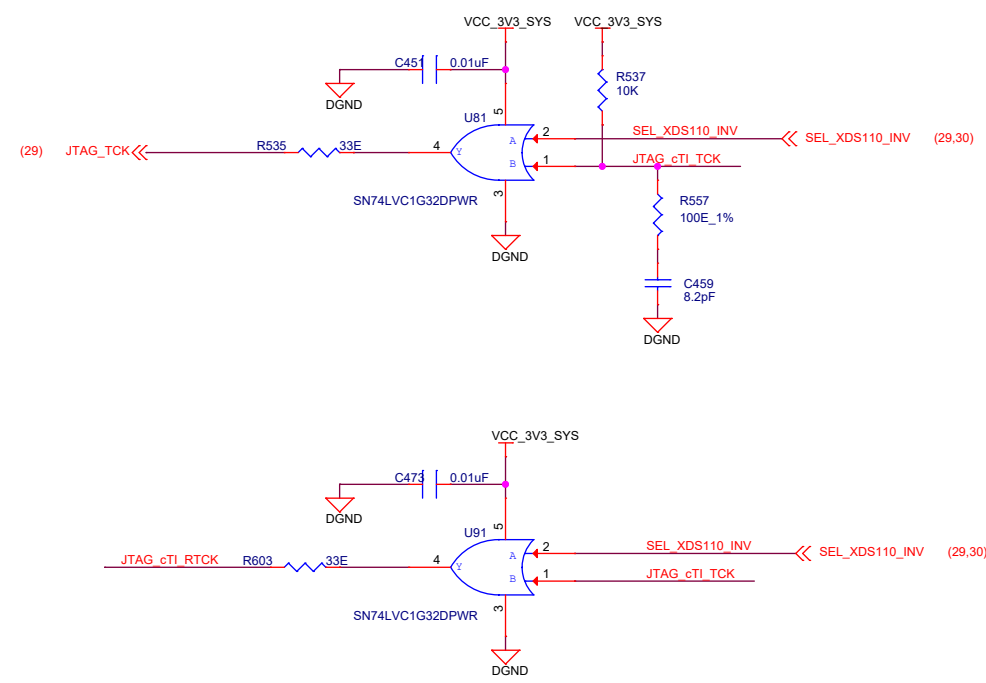 VCC_3V3_SYS
VCC_3V3_SYS
C451
0.01uF
DGND
R537
10K
5
U81
A
2
SEL_XDS110_INV
SEL_XDS110_INV
(29,30)
(29)
JTAG_TCK
R535
33E
4
Y
B
1
JTAG_cTI_TCK
3
SN74LVC1G32DPWR
DGND
R557
100E_1%
C459
8.2pF
DGND
VCC_3V3_SYS
C473
0.01uF
DGND
5
U91
A
2
SEL_XDS110_INV
SEL_XDS110_INV
(29,30)
JTAG_cTI_RTCK
R603
33E
4
Y
B
1
JTAG_cTI_TCK
3
SN74LVC1G32DPWR
DGND